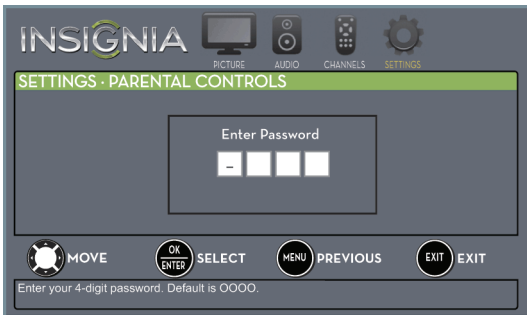 INSIGNIA
PICTURE AUDIO CHANNELS SETTINGS
SETTINGS · PARENTAL CONTROLS
Enter Password
–
MOVE OK ENTER SELECT MENU PREVIOUS EXIT EXIT
Enter your 4-digit password. Default is OOOO.